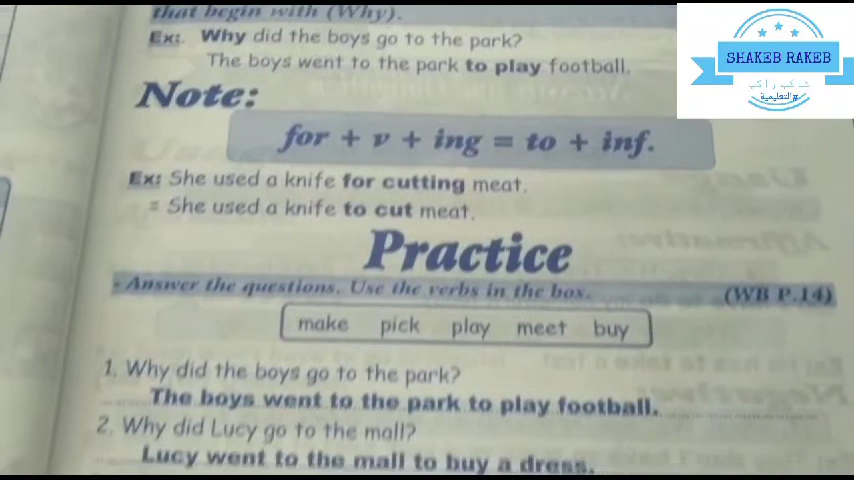 that begin with (Why).
Ex:. Why did the boys go to the park?
The boys went to the park to play football.
Note:
for + v + ing = to + inf.
Ex: She used a knife for cutting meat.
= She used a knife to cut meat.
Practice
- Answer the questions. Use the verbs in the box. (WB P.14)
make pick play meet buy
1. Why did the boys go to the park?
The boys went to the park to play football.
2. Why did Lucy go to the mall?
Lucy went to the mall to buy a dress.
SHAKEB RAKEB
شكب راكب
#التعليمية